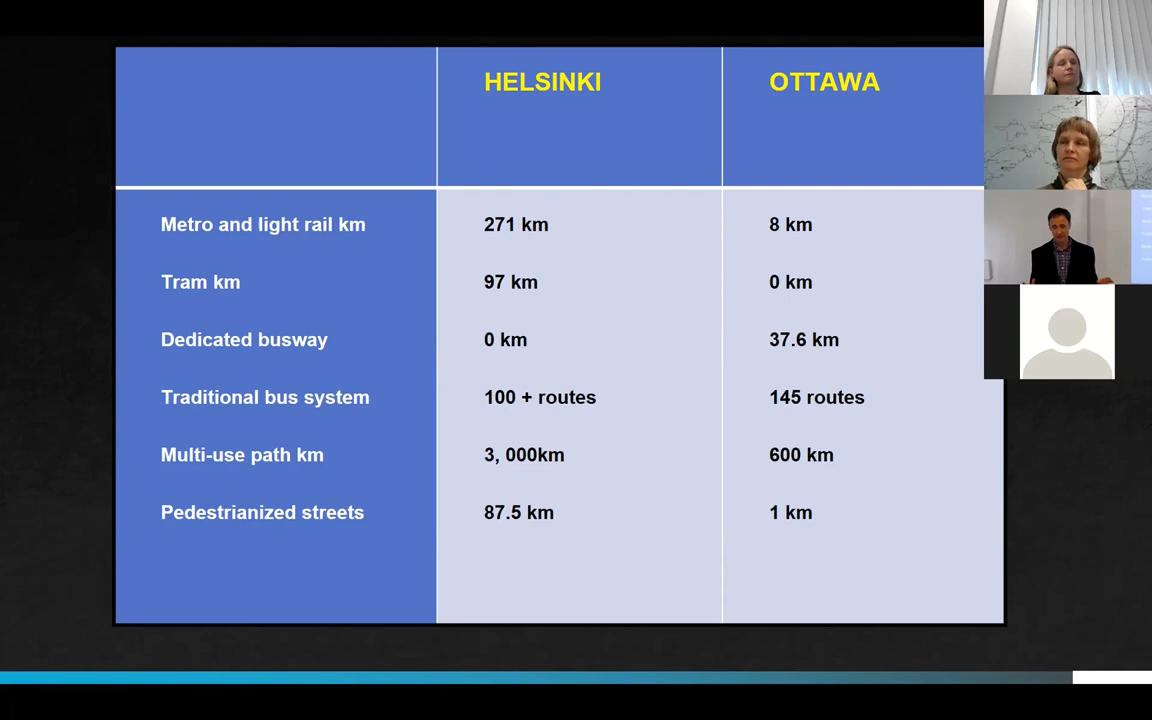 HELSINKI OTTAWA
Metro and light rail km 271 km 8 km
Tram km 97 km 0 km
Dedicated busway 0 km 37.6 km
Traditional bus system 100 + routes 145 routes
Multi-use path km 3, 000km 600 km
Pedestrianized streets 87.5 km 1 km